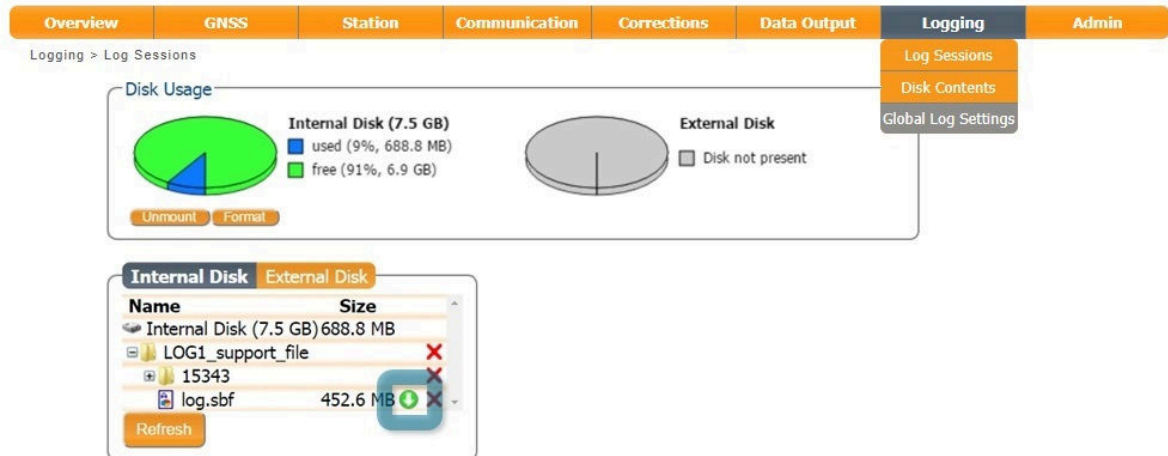 Overview GNSS Station Communication Corrections Data Output Logging Admin
Logging > Log Sessions
Log Sessions
Disk Contents
Global Log Settings
Disk Usage
Internal Disk (7.5 GB)
used (9%, 688.8 MB)
free (91%, 6.9 GB)
External Disk
Disk not present
Unmount Format
Internal Disk External Disk
Name Size
Internal Disk (7.5 GB) 688.8 MB
LOG1_support_file
15343
log.sbf 452.6 MB
Refresh